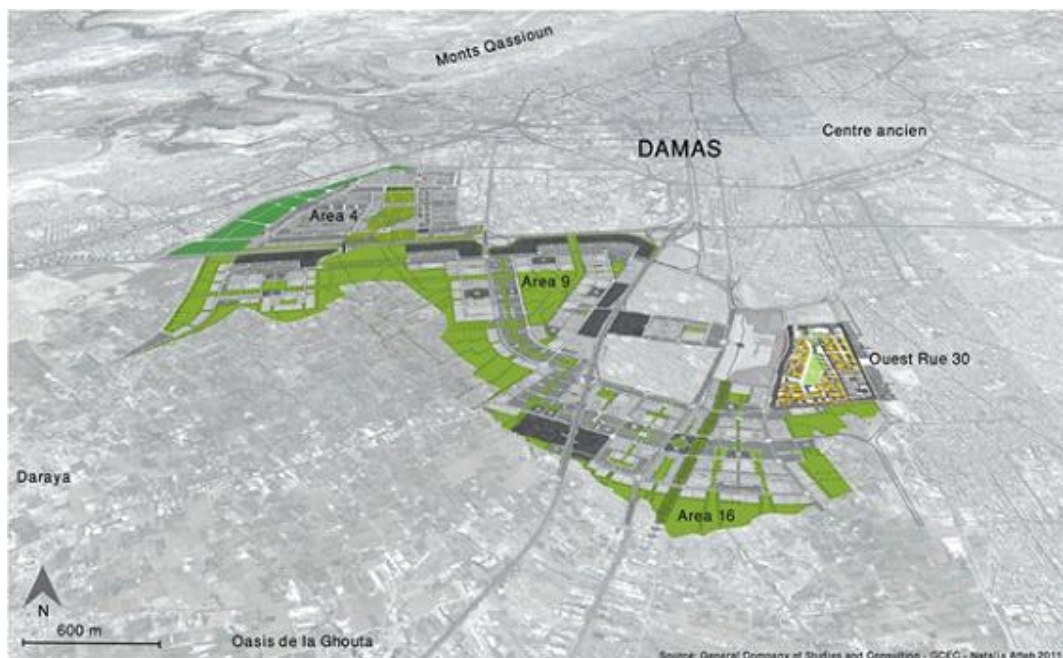 Monts Qassioun
Centre ancien
DAMAS
Area 4
Area 9
Ouest Rue 30
Daraya
Area 16
N
600 m
Oasis de la Ghouta
Source: General Company of Studies and Consulting - GCEC - Natalia Atfeh 2011